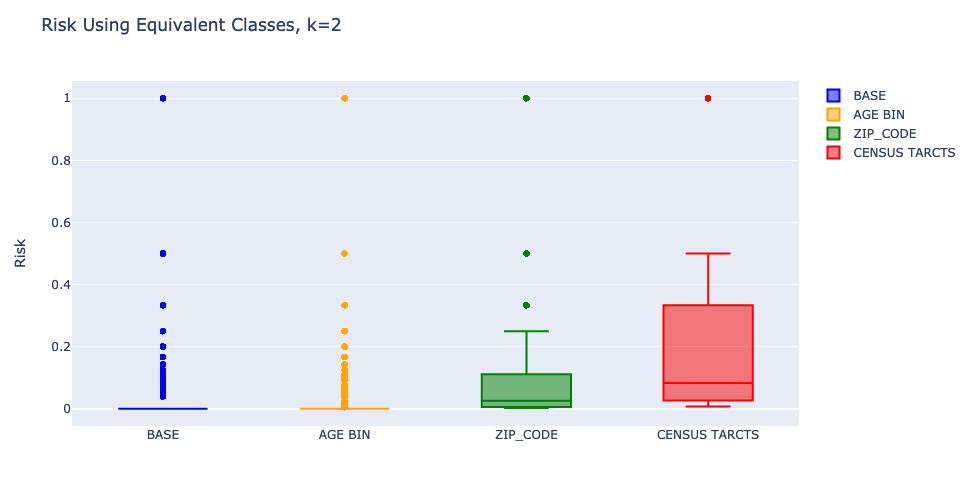 Risk Using Equivalent Classes, k=2
1
0.8
0.6
0.4
0.2
0
Risk
BASE
AGE BIN
ZIP_CODE
CENSUS TARCTS
BASE
AGE BIN
ZIP_CODE
CENSUS TARCTS